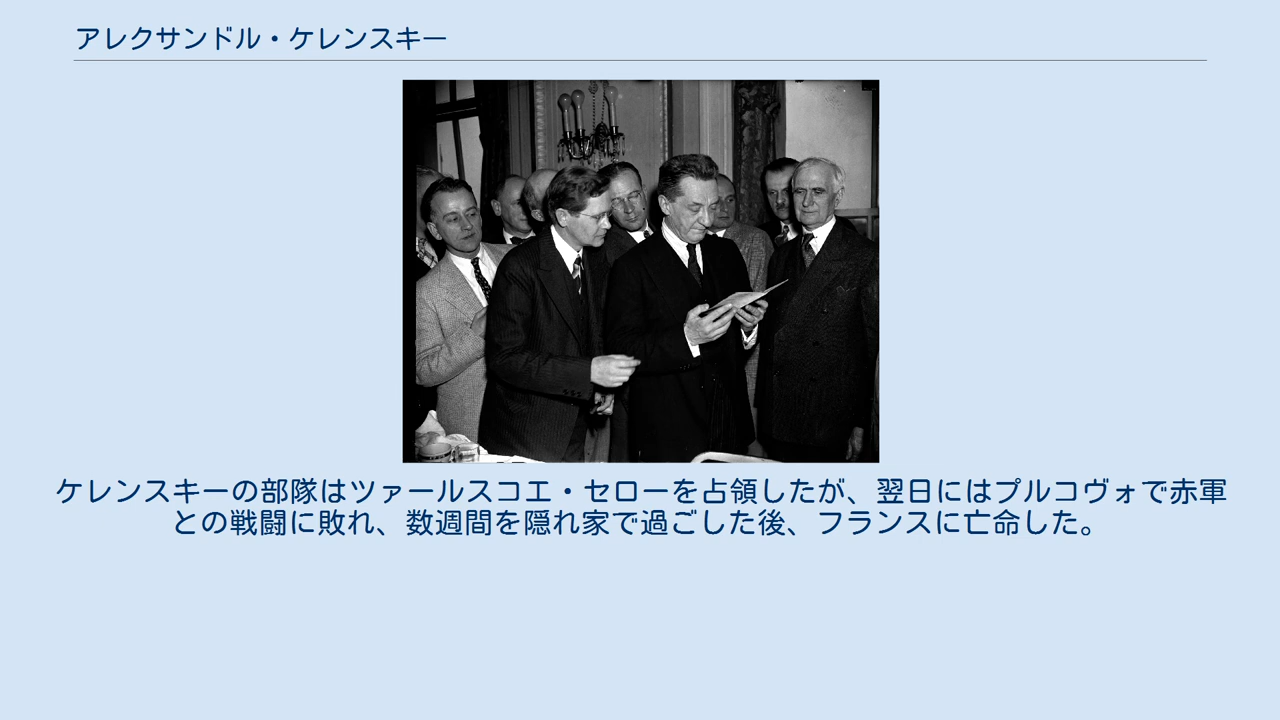 アレクサンドル・ケレンスキー
ケレンスキーの部隊はツァールスコエ・セローを占領したが、翌日にはプルコヴォで赤軍
との戦闘に敗れ、数週間を隠れ家で過ごした後、フランスに亡命した。